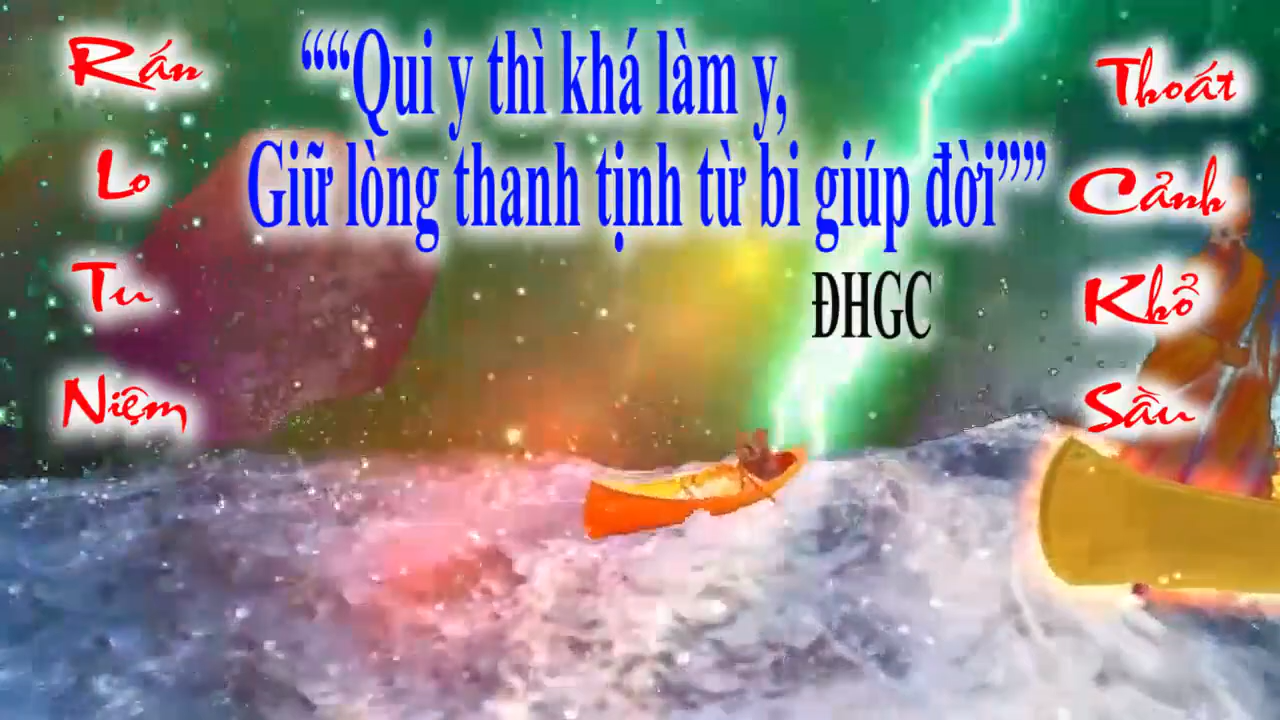 Rán
Lo
Tu
Niệm
““Qui y thì khá làm y,
Giữ lòng thanh tịnh từ bi giúp đời””
ĐHGC
Thoát
Cảnh
Khổ
Sầu